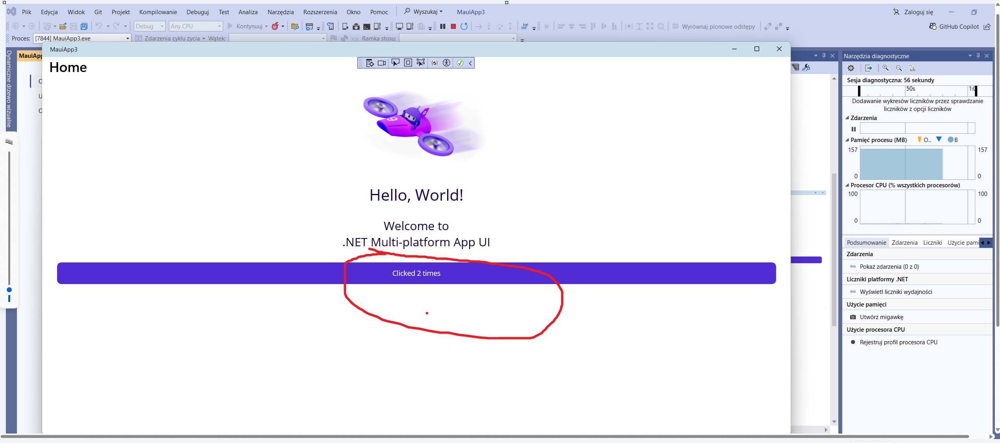 Plik Edycja Widok Git Projekt Kompilowanie Debuguj Test Analiza Narzędzia Rozszerzenia Okno Pomoc Wyszukaj MauiApp3 Zaloguj się
Debug Any CPU Kontynuuj Wyrównaj pionowe odstępy GitHub Copilot
Proces: [7844] MauiApp3.exe Zdarzenia cyklu życia Wątek: Ramka stosu:
Dynamiczne drzewo wizualne
MauiApp
O
U
O
MauiApp3
Home
9
9
Hello, World!
Welcome to
.NET Multi-platform App UI
Clicked 2 times
Narzędzia diagnostyczne
Sesja diagnostyczna: 56 sekundy
50s 1:0
Dodawanie wykresów liczników przez sprawdzanie
liczników z opcji liczników
Zdarzenia
Pamięć procesu (MB) O.. B
157 157
0 0
Procesor CPU (% wszystkich procesorów)
100 100
0 0
Podsumowanie Zdarzenia Liczniki Użycie pami
Zdarzenia
Pokaż zdarzenia (0 z 0)
Liczniki platformy .NET
Wyświetl liczniki wydajności
Użycie pamięci
Utwórz migawkę
Użycie procesora CPU
Rejestruj profil procesora CPU